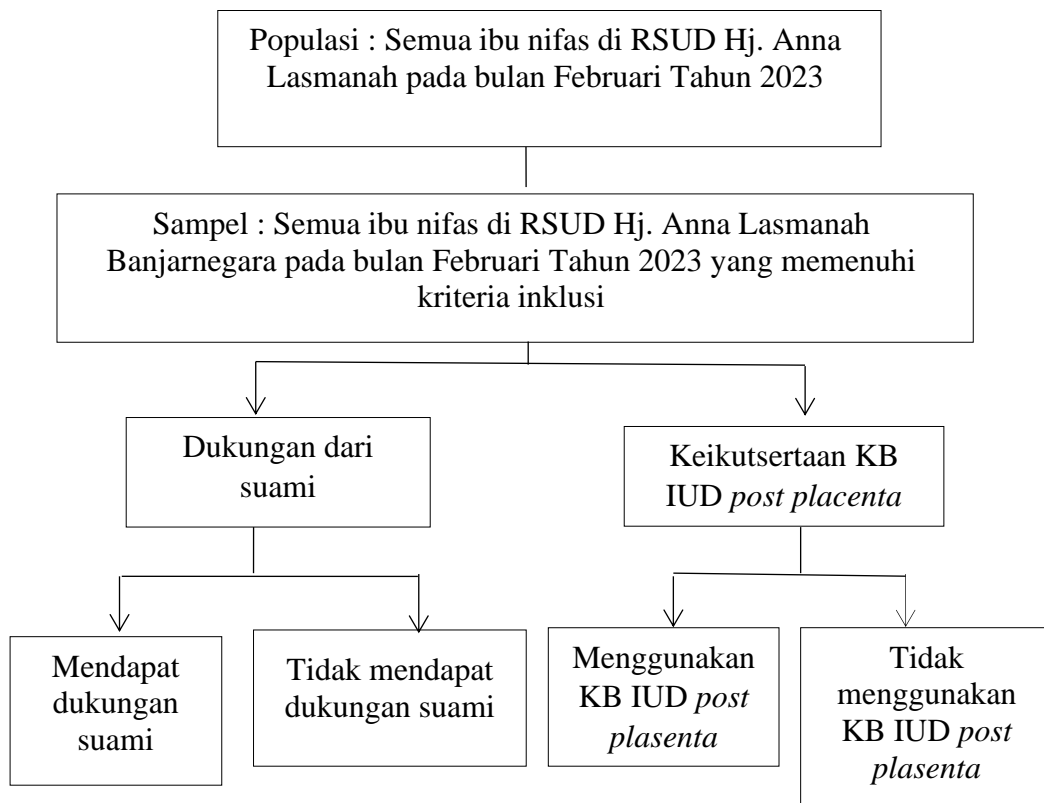 Populasi : Semua ibu nifas di RSUD Hj. Anna
Lasmanah pada bulan Februari Tahun 2023
Sampel : Semua ibu nifas di RSUD Hj. Anna Lasmanah
Banjarnegara pada bulan Februari Tahun 2023 yang memenuhi
kriteria inklusi
Dukungan dari
suami
Keikutsertaan KB
IUD post placenta
Mendapat
dukungan
suami
Tidak mendapat
dukungan suami
Menggunakan
KB IUD post
plasenta
Tidak
menggunakan
KB IUD post
plasenta